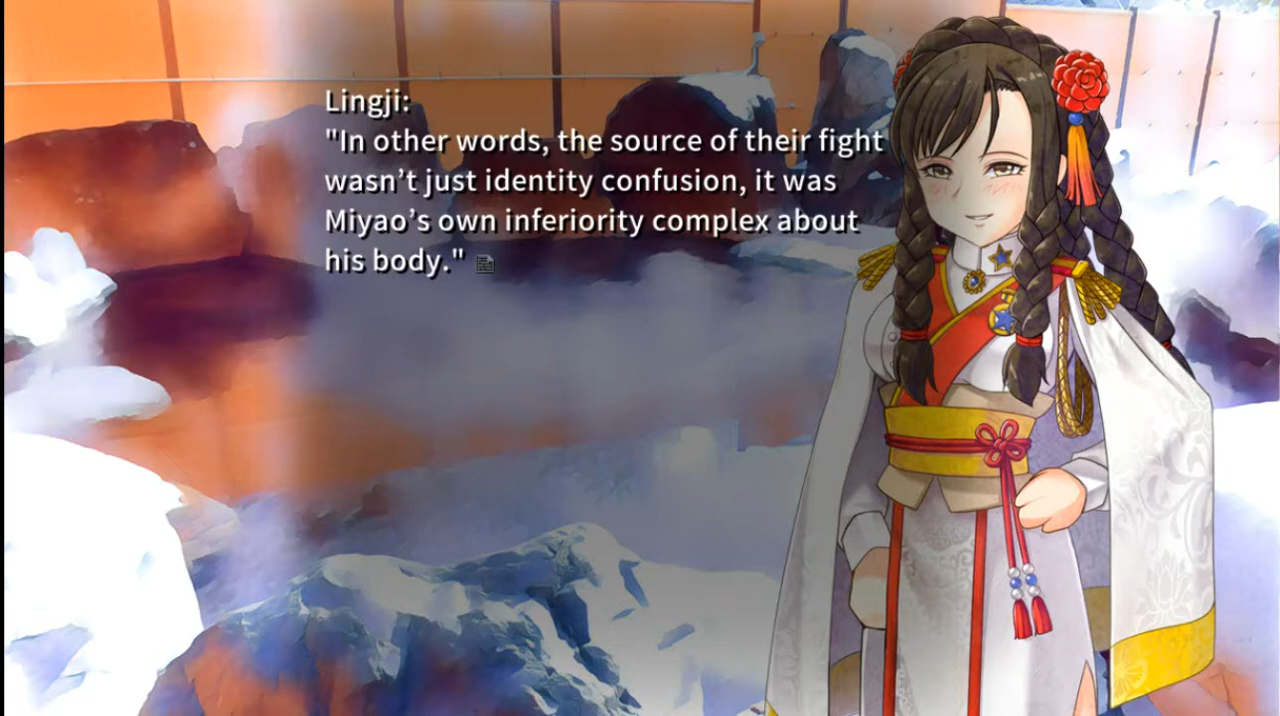 Lingji:
"In other words, the source of their fight
wasn’t just identity confusion, it was
Miyao’s own inferiority complex about
his body."